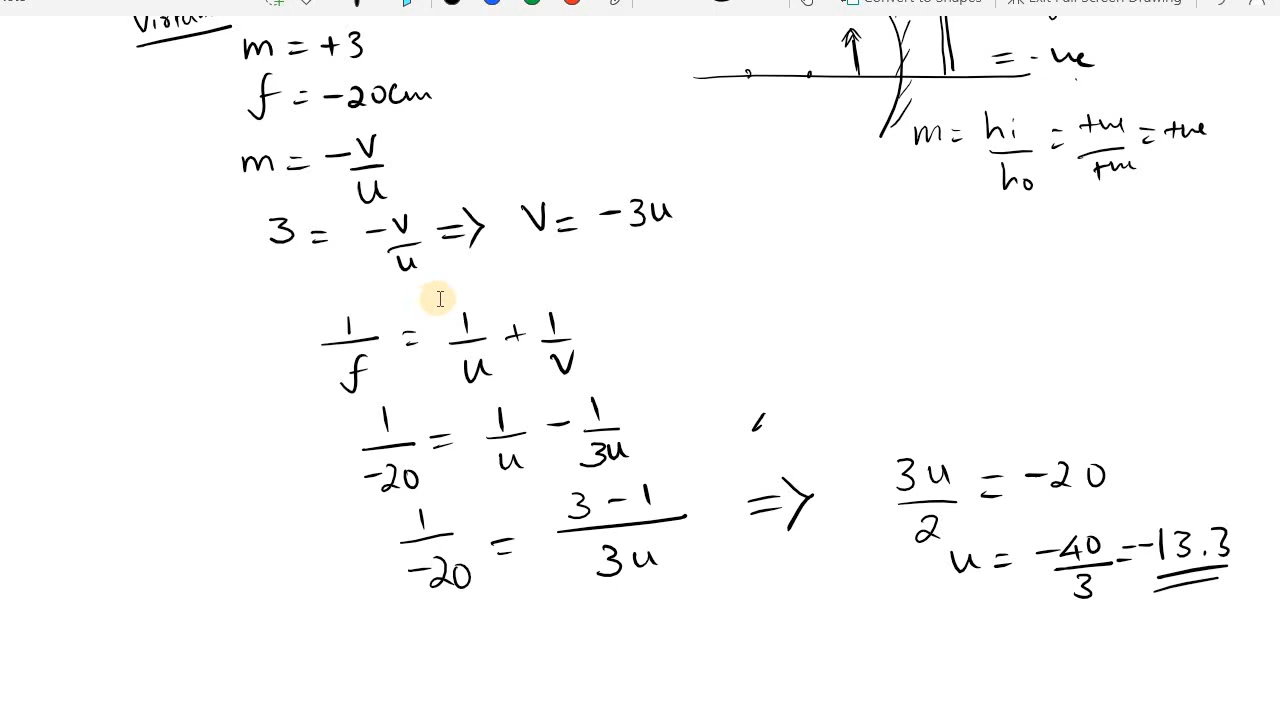 Convert to Shapes Exit Full Screen Drawing
m = +3
f = -20cm
m = -v/u
3 = -v/u => v = -3u
1/f = 1/u + 1/v
1/-20 = 1/u - 1/3u
1/-20 = 3-1/3u => 3u/2 = -20
u = -40/3 = -13.3
= -ve
m = hi/ho = +ve/+ve = +ve